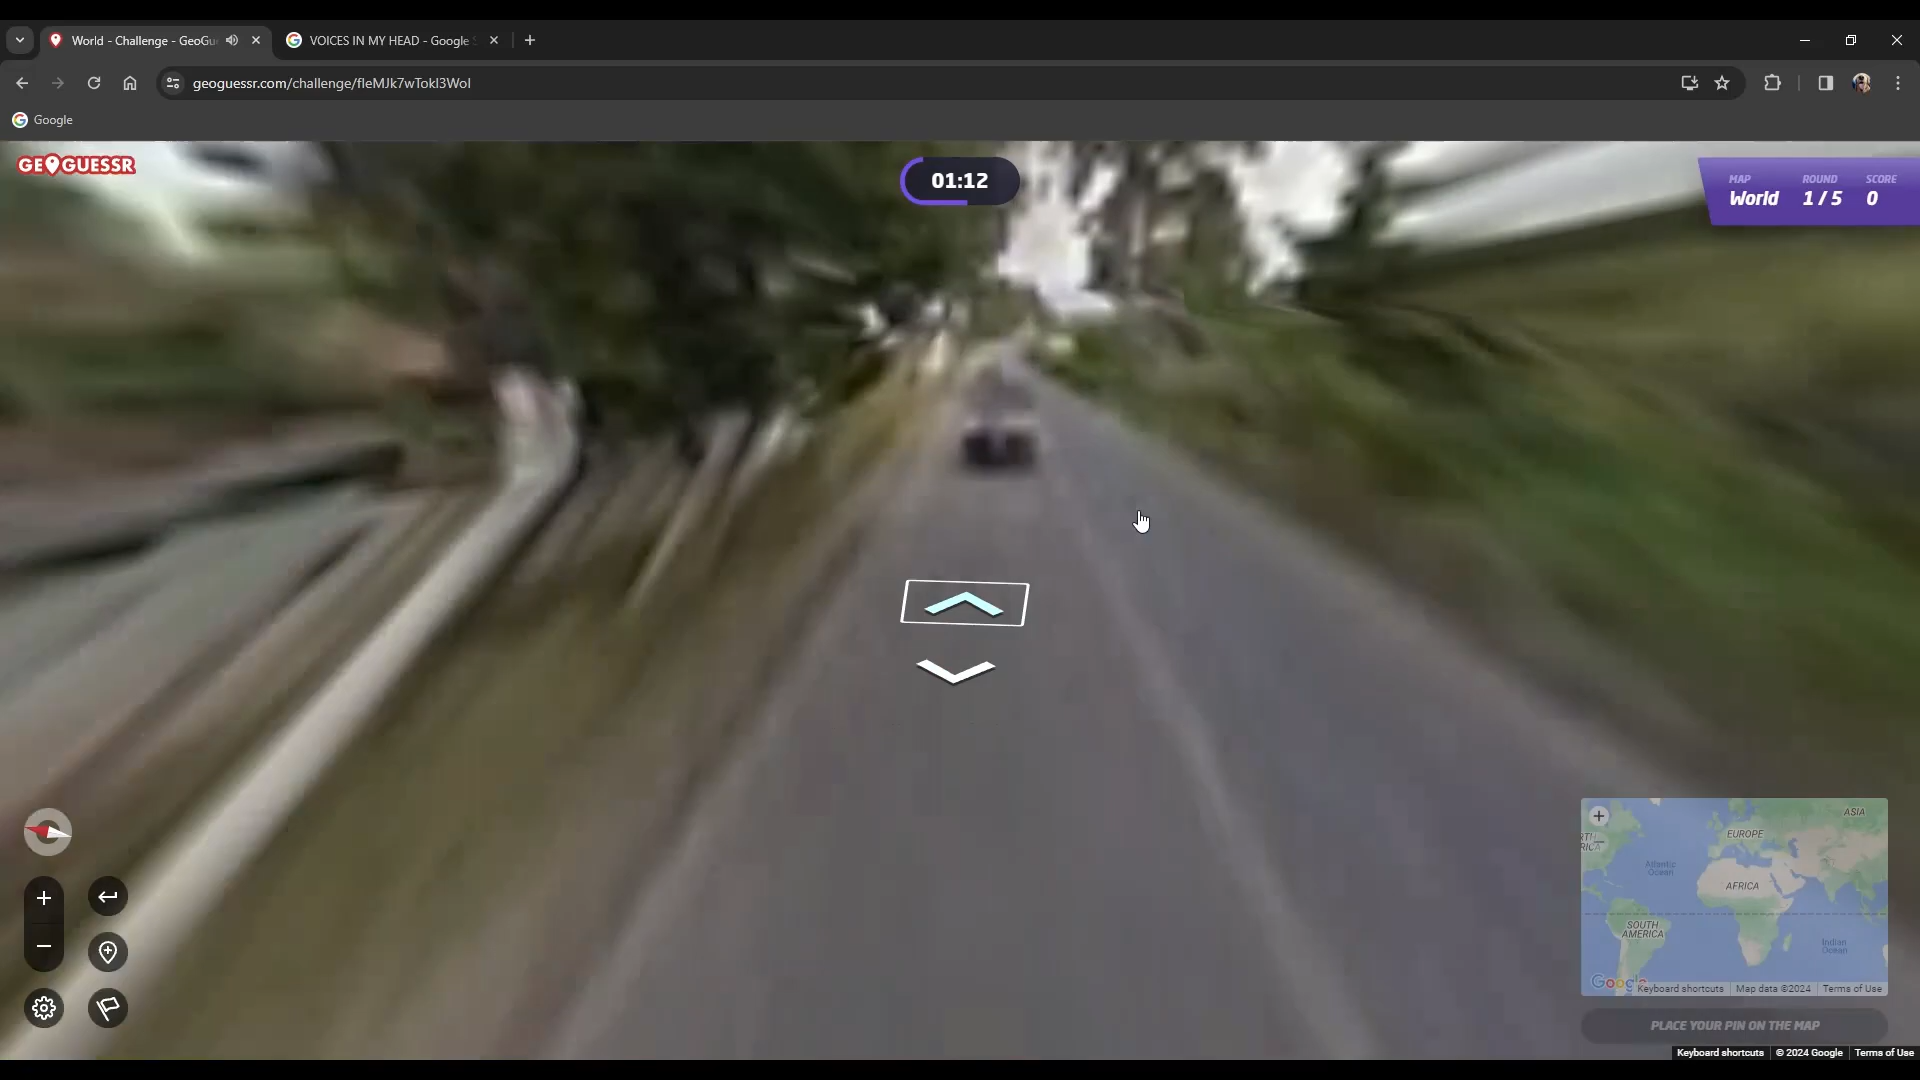 World - Challenge - GeoGu
VOICES IN MY HEAD - Google
geoguessr.com/challenge/fleMJk7wTokl3Wol
Google
GEOGUESSR
01:12
MAP ROUND SCORE
World 1 / 5 0
ASIA
EUROPE
Atlantic
Ocean
AFRICA
SOUTH
AMERICA
Indian
Ocean
Google
Keyboard shortcuts Map data ©2024 Terms of Use
PLACE YOUR PIN ON THE MAP
Keyboard shortcuts © 2024 Google Terms of Use